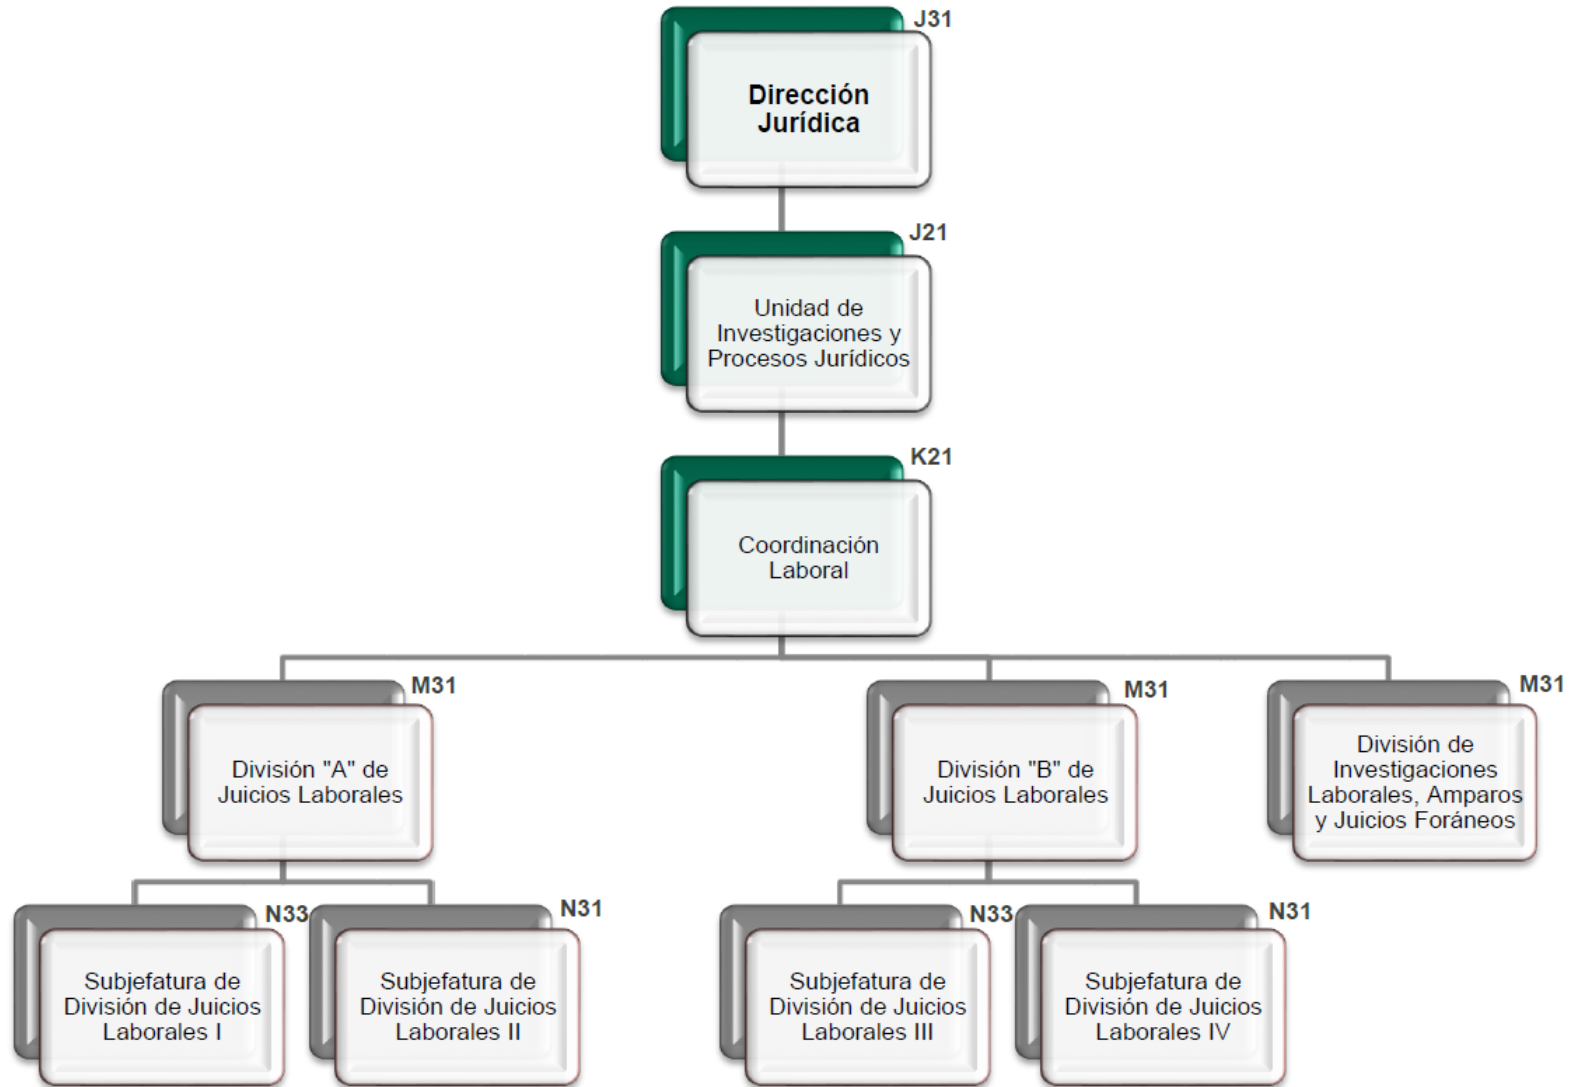 J31
Dirección
Jurídica
J21
Unidad de
Investigaciones y
Procesos Jurídicos
K21
Coordinación
Laboral
M31
División "A" de
Juicios Laborales
M31
División "B" de
Juicios Laborales
M31
División de
Investigaciones
Laborales, Amparos
y Juicios Foráneos
N33
Subjefatura de
División de Juicios
Laborales I
N31
Subjefatura de
División de Juicios
Laborales II
N33
Subjefatura de
División de Juicios
Laborales III
N31
Subjefatura de
División de Juicios
Laborales IV